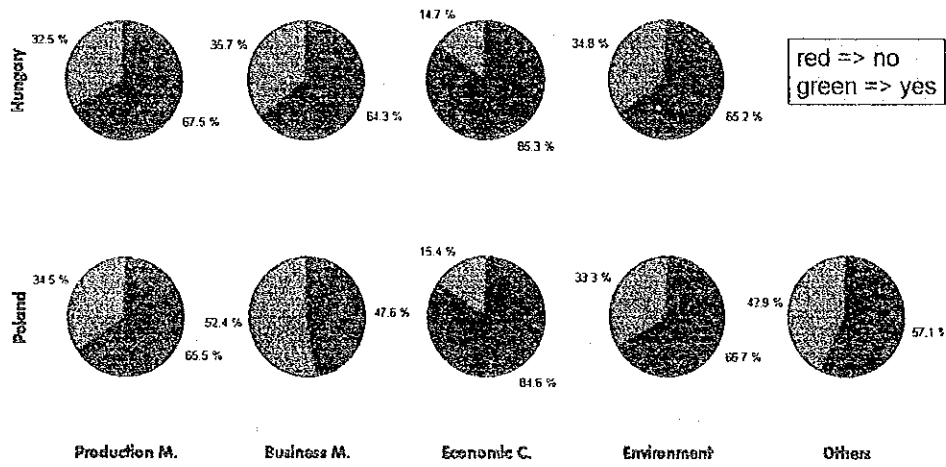 Hungary
32.5 %
67.5 %
35.7 %
64.3 %
14.7 %
85.3 %
34.8 %
65.2 %
red => no
green => yes
Poland
34.5 %
65.5 %
52.4 %
47.6 %
15.4 %
84.6 %
33.3 %
66.7 %
42.9 %
57.1 %
Production M.
Business M.
Economic C.
Environment
Others